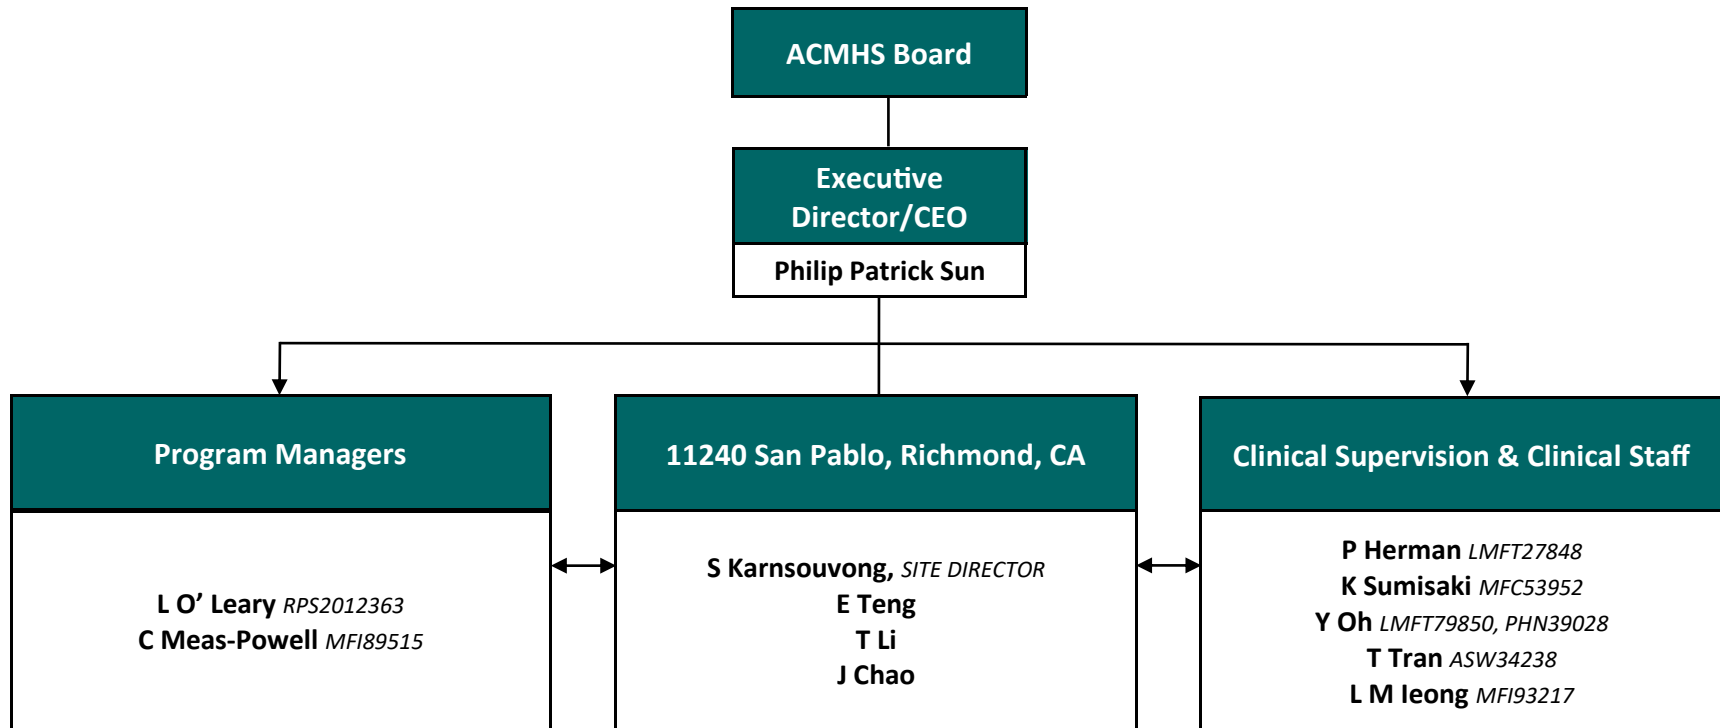 ACMHS Board
Executive
Director/CEO
Philip Patrick Sun
Program Managers
L O’ Leary RPS2012363
C Meas-Powell MFI89515
11240 San Pablo, Richmond, CA
S Karnsouvong, SITE DIRECTOR
E Teng
T Li
J Chao
Clinical Supervision & Clinical Staff
P Herman LMFT27848
K Sumisaki MFC53952
Y Oh LMFT79850, PHN39028
T Tran ASW34238
L M Ieong MFI93217